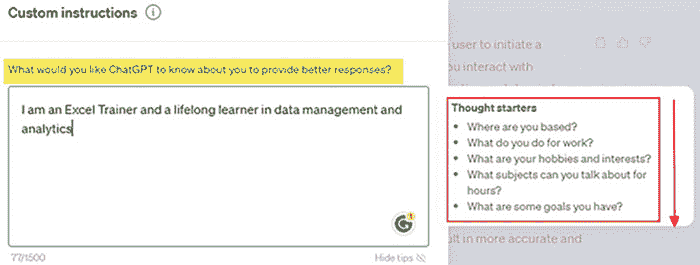 Custom instructions
What would you like ChatGPT to know about you to provide better responses?
I am an Excel Trainer and a lifelong learner in data management and
analytics
77/1500
Hide tips
user to initiate a
ou interact with
Thought starters
• Where are you based?
• What do you do for work?
• What are your hobbies and interests?
• What subjects can you talk about for
hours?
• What are some goals you have?
ult in more accurate and